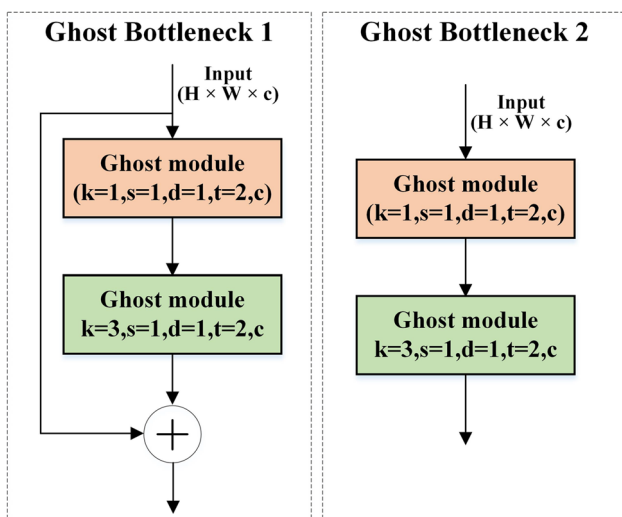 Ghost Bottleneck 1
Input
(H × W × c)
Ghost module
(k=1,s=1,d=1,t=2,c)
Ghost module
k=3,s=1,d=1,t=2,c
Ghost Bottleneck 2
Input
(H × W × c)
Ghost module
(k=1,s=1,d=1,t=2,c)
Ghost module
k=3,s=1,d=1,t=2,c